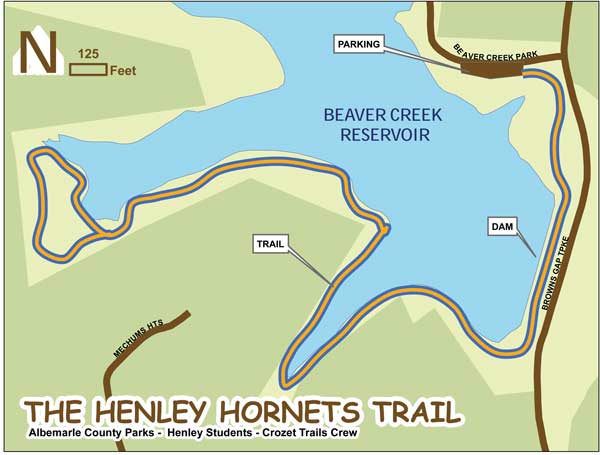 N
125
Feet
PARKING
BEAVER CREEK PARK
BEAVER CREEK
RESERVOIR
DAM
TRAIL
BROWNS GAP TPKE
MECHUMS HTS
THE HENLEY HORNETS TRAIL
Albemarle County Parks - Henley Students - Crozet Trails Crew